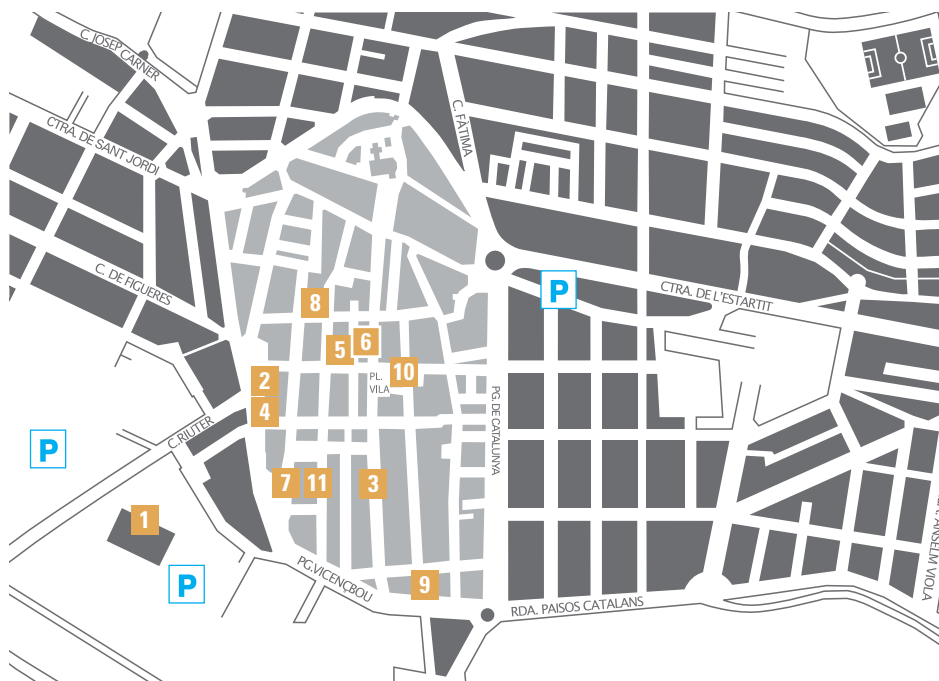 C. JOSEP CARNER
CTRA. DE SANT JORDI
C. FÀTIMA
C. DE FIGUERES
P
CTRA. DE L'ESTARTIT
8
6
5
10
PL.
VILA
2
4
PG. DE CATALUNYA
C.RIUTER
P
7
11
3
1
P
PG.VICENÇBOU
9
RDA. PAISOS CATALANS
ANSELM VIOLA